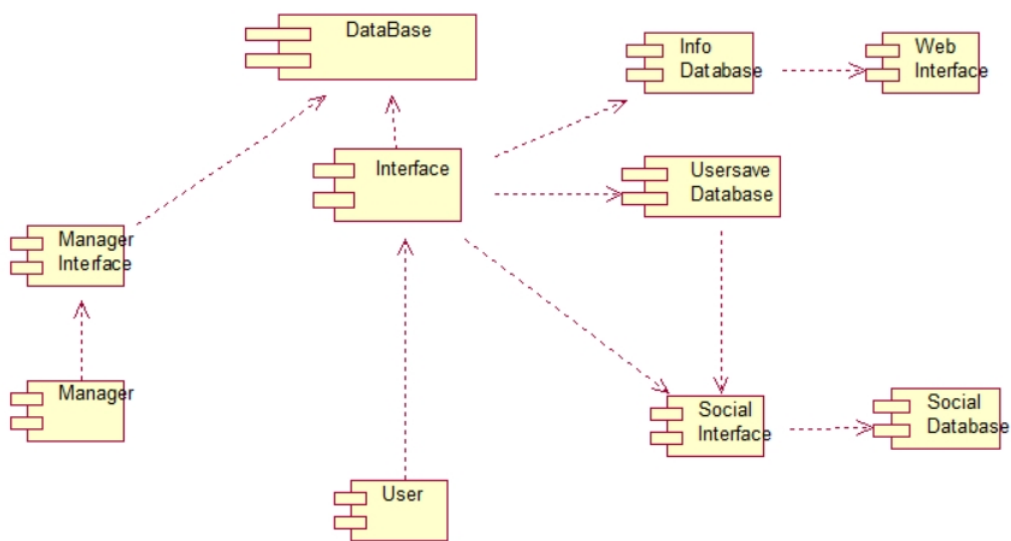 DataBase
Info
Database
Web
Interface
Interface
Usersave
Database
Manager
Interface
Manager
Social
Interface
Social
Database
User